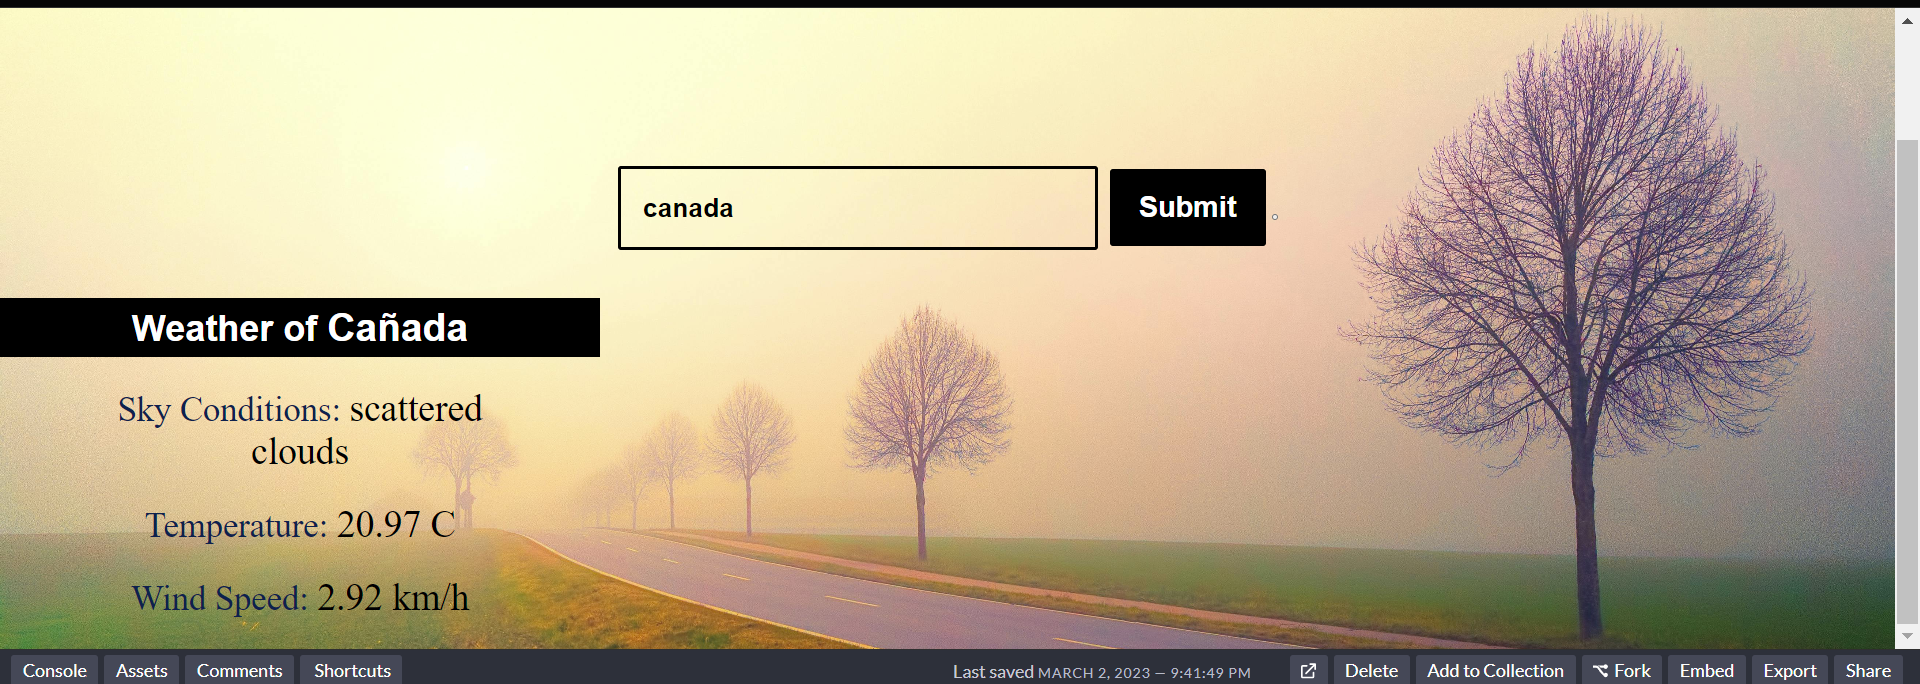 canada
Submit
Weather of Cañada
Sky Conditions: scattered
clouds
Temperature: 20.97 C
Wind Speed: 2.92 km/h
Console Assets Comments Shortcuts Last saved MARCH 2, 2023 — 9:41:49 PM Delete Add to Collection Fork Embed Export Share